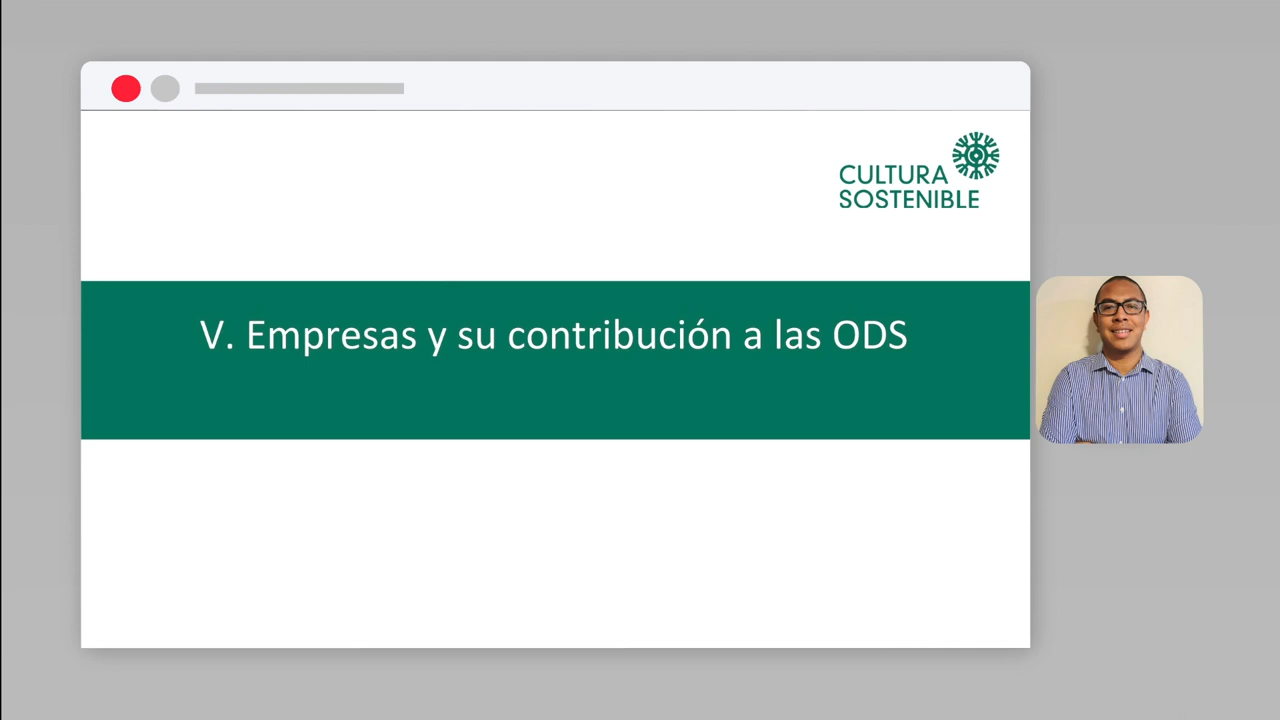 CULTURA
SOSTENIBLE
V. Empresas y su contribución a las ODS